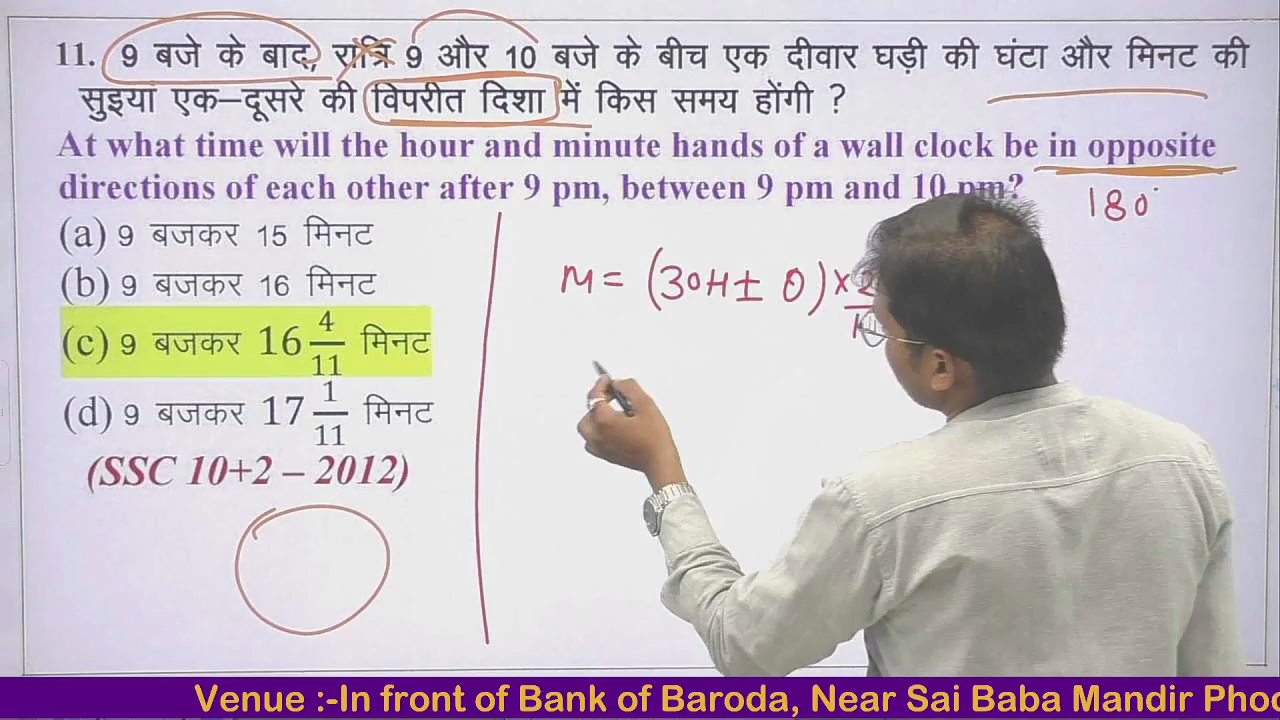 11. 9 बजे के बाद, रात्रि 9 और 10 बजे के बीच एक दीवार घड़ी की घंटा और मिनट की
सुइया एक–दूसरे की विपरीत दिशा में किस समय होंगी ?
At what time will the hour and minute hands of a wall clock be in opposite
directions of each other after 9 pm, between 9 pm and 10 pm?
180°
(a) 9 बजकर 15 मिनट
(b) 9 बजकर 16 मिनट
(c) 9 बजकर 16 4/11 मिनट
(d) 9 बजकर 17 1/11 मिनट
(SSC 10+2 – 2012)
M = (30H ± θ) ×
Venue :-In front of Bank of Baroda, Near Sai Baba Mandir